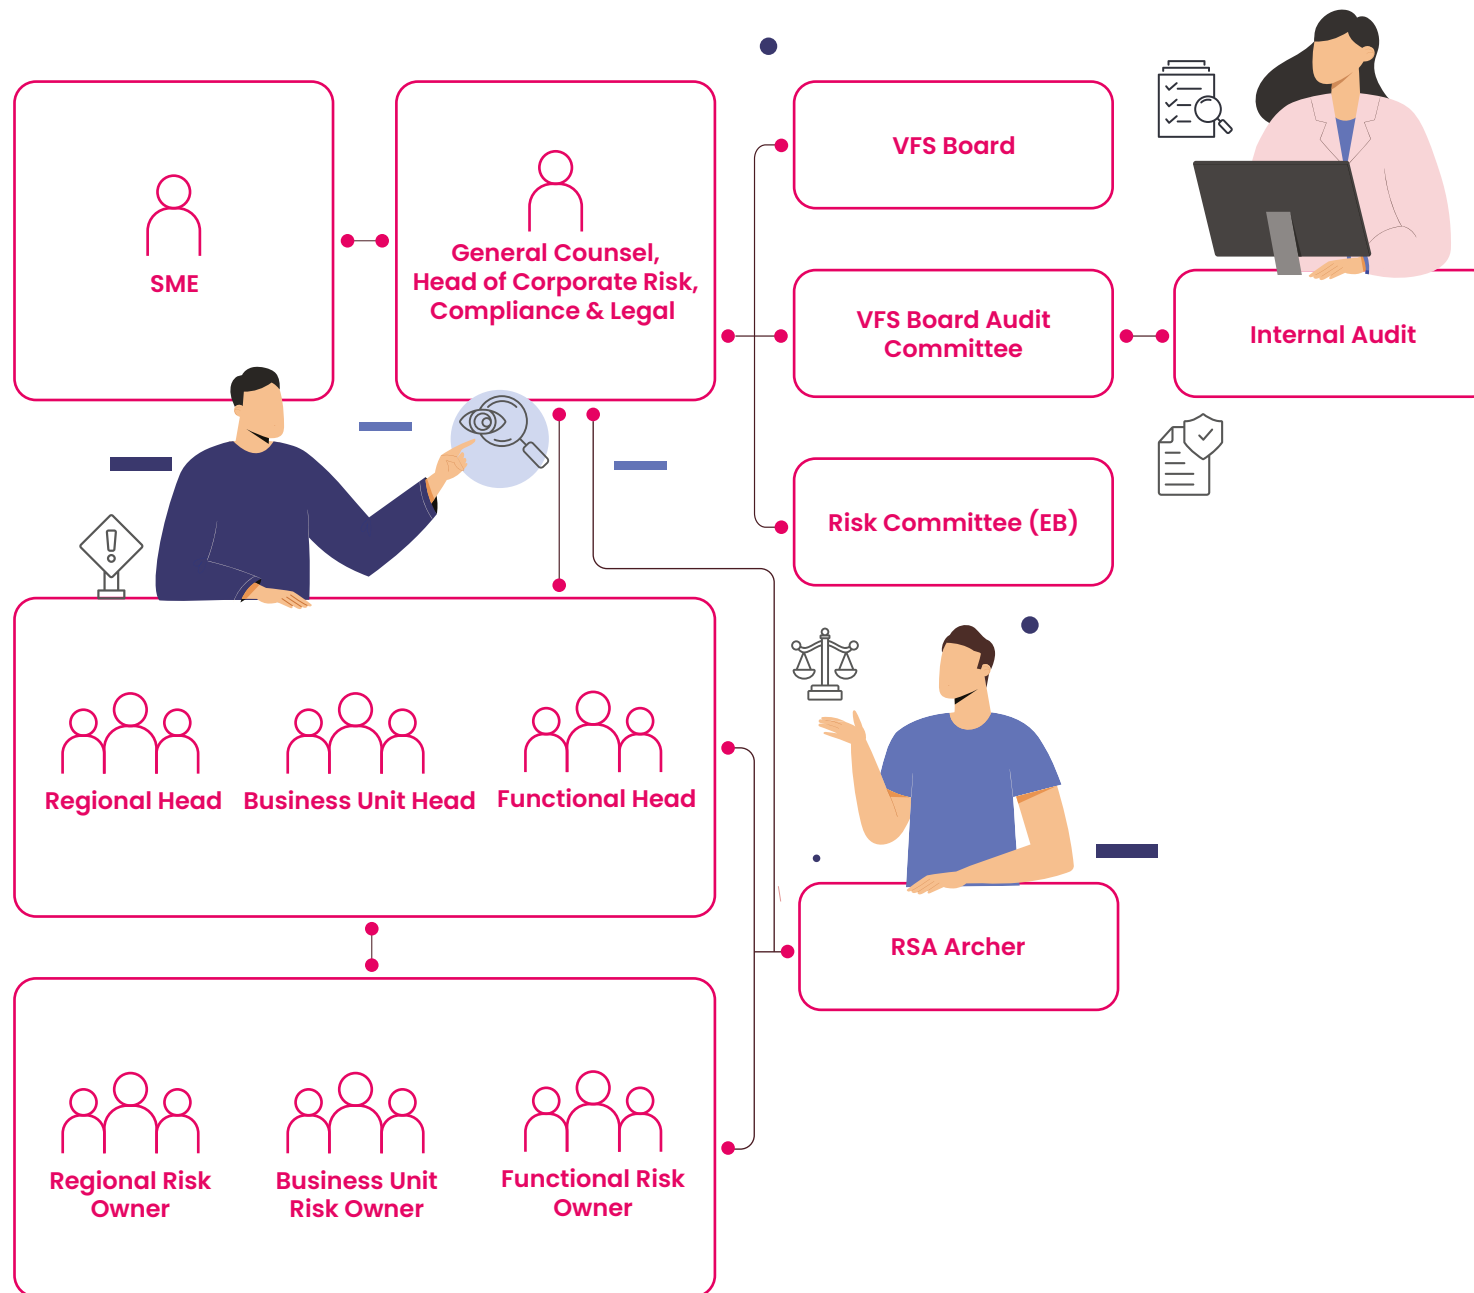 SME
General Counsel,
Head of Corporate Risk,
Compliance & Legal
VFS Board
VFS Board Audit
Committee
Internal Audit
Risk Committee (EB)
Regional Head
Business Unit Head
Functional Head
RSA Archer
Regional Risk
Owner
Business Unit
Risk Owner
Functional Risk
Owner